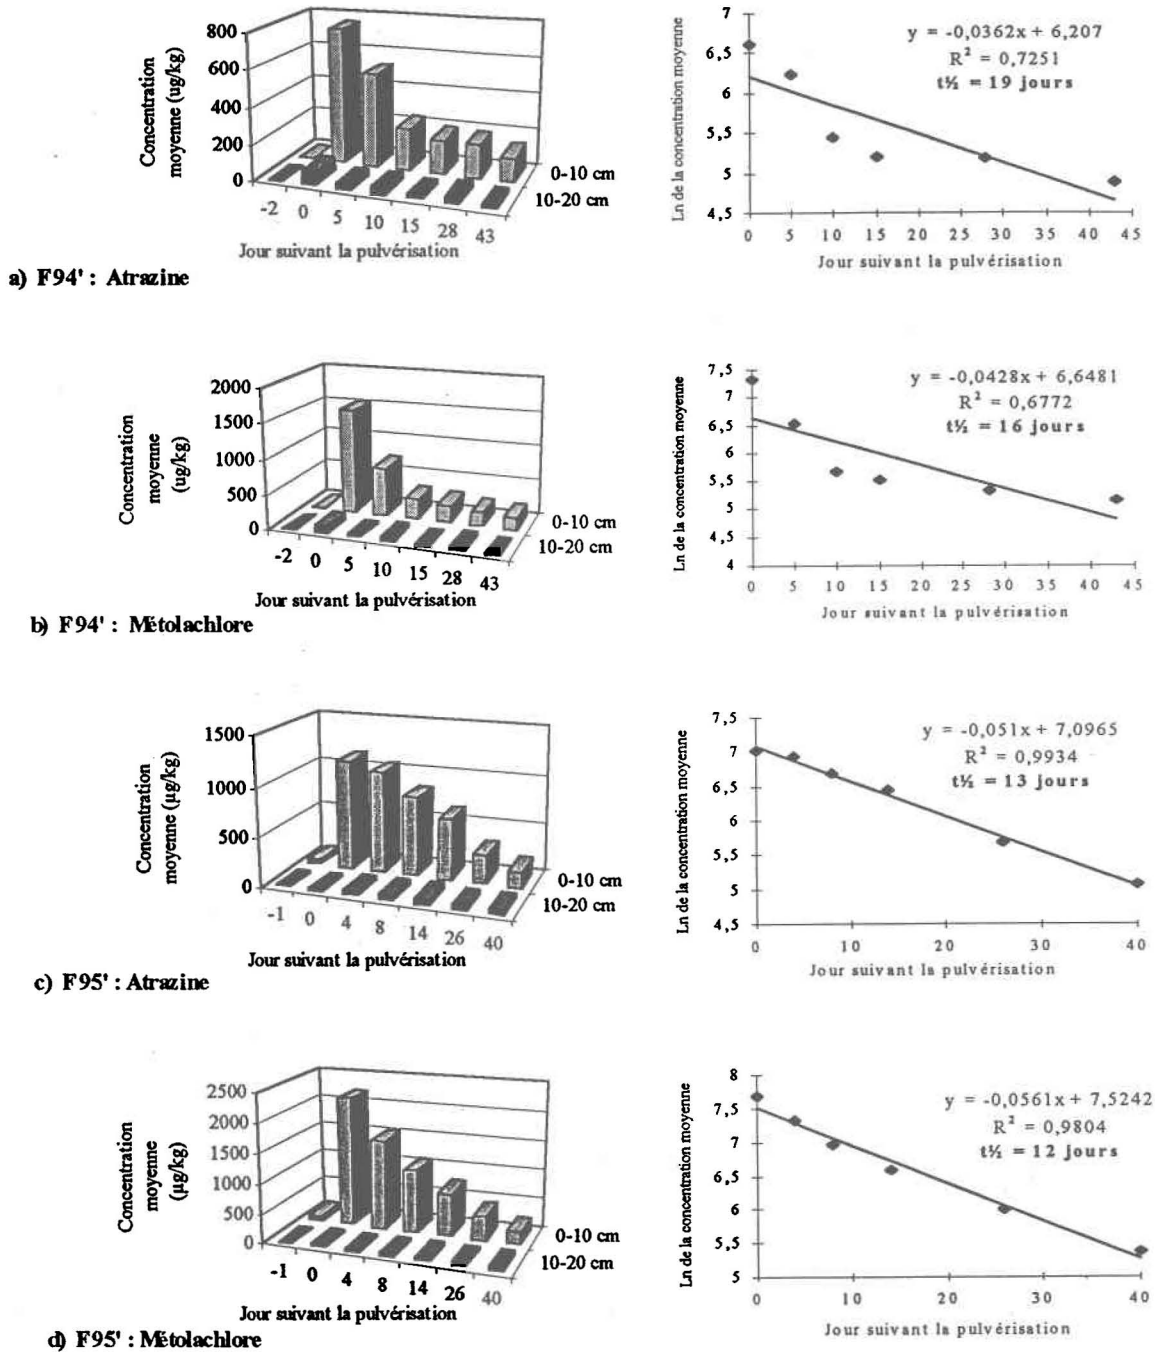 Concentration
moyenne (ug/kg)
800
600
400
200
0
-2 0 5 10 15 28 43
0-10 cm
10-20 cm
Jour suivant la pulvérisation
a) F94' : Atrazine
Ln de la concentration moyenne
7
6,5
6
5,5
5
4,5
0 5 10 15 20 25 30 35 40 45
Jour suivant la pulvérisation
y = -0,0362x + 6,207
R² = 0,7251
t½ = 19 jours
Concentration
moyenne
(ug/kg)
2000
1500
1000
500
0
-2 0 5 10 15 28 43
0-10 cm
10-20 cm
Jour suivant la pulvérisation
b) F94' : Métolachlore
Ln de la concentration moyenne
7,5
7
6,5
6
5,5
5
4,5
4
0 5 10 15 20 25 30 35 40 45
Jour suivant la pulvérisation
y = -0,0428x + 6,6481
R² = 0,6772
t½ = 16 jours
Concentration
moyenne (µg/kg)
1500
1000
500
0
-1 0 4 8 14 26 40
0-10 cm
10-20 cm
Jour suivant la pulvérisation
c) F95' : Atrazine
Ln de la concentration moyenne
7,5
7
6,5
6
5,5
5
4,5
0 10 20 30 40
Jour suivant la pulvérisation
y = -0,051x + 7,0965
R² = 0,9934
t½ = 13 jours
Concentration
moyenne
(µg/kg)
2500
2000
1500
1000
500
0
-1 0 4 8 14 26 40
0-10 cm
10-20 cm
Jour suivant la pulvérisation
d) F95' : Métolachlore
Ln de la concentration moyenne
8
7,5
7
6,5
6
5,5
5
0 10 20 30 40
Jour suivant la pulvérisation
y = -0,0561x + 7,5242
R² = 0,9804
t½ = 12 jours